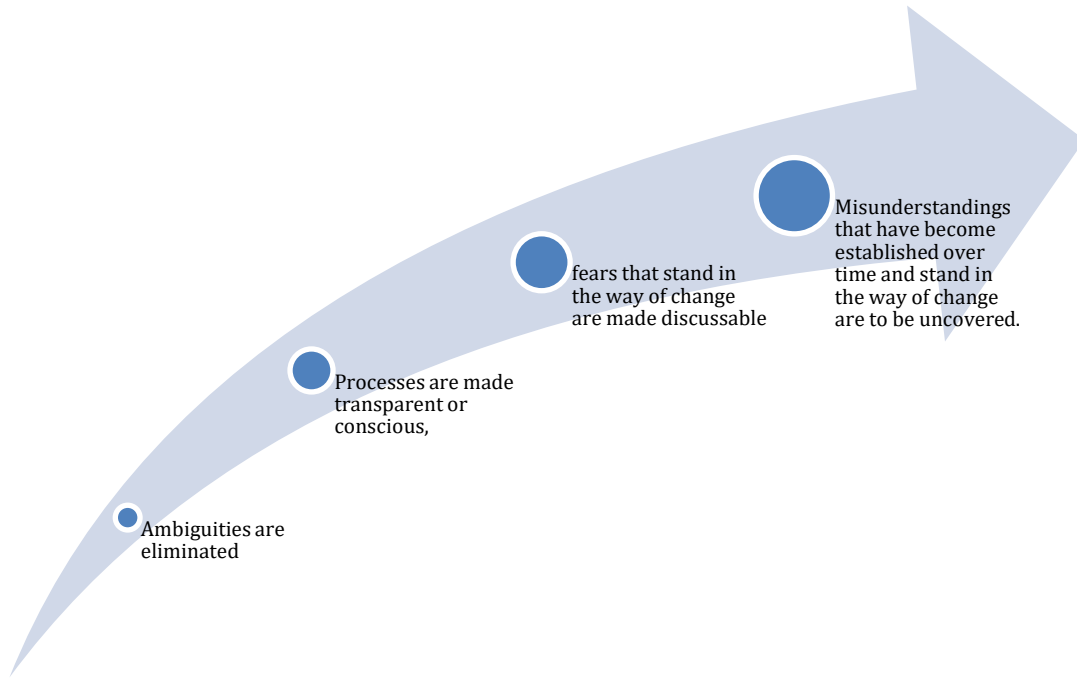 Ambiguities are
eliminated
Processes are made
transparent or
conscious,
fears that stand in
the way of change
are made discussable
Misunderstandings
that have become
established over
time and stand in
the way of change
are to be uncovered.